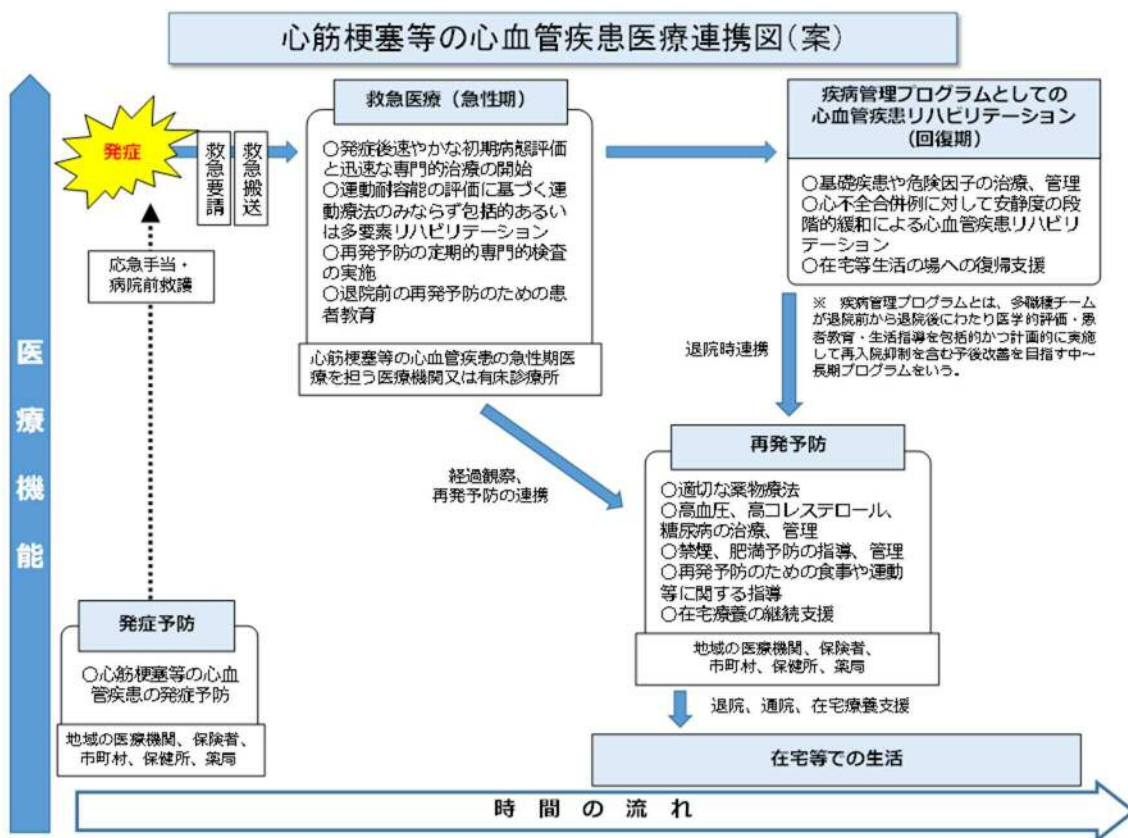 心筋梗塞等の心血管疾患医療連携図(案)
医療機能
発症
救急要請
救急搬送
応急手当・
病院前救護
発症予防
○心筋梗塞等の心血
管疾患の発症予防
地域の医療機関、保険者、
市町村、保健所、薬局
救急医療（急性期）
○発症後速やかな初期病態評価
と迅速な専門的治療の開始
○運動耐容能の評価に基づく運
動療法のみならず包括的あるい
は多要素リハビリテーション
○再発予防の定期的専門的検査
の実施
○退院前の再発予防のための患
者教育
心筋梗塞等の心血管疾患の急性期医
療を担う医療機関又は有床診療所
経過観察、
再発予防の連携
疾病管理プログラムとしての
心血管疾患リハビリテーション
(回復期)
○基礎疾患や危険因子の治療、管理
○心不全合併例に対して安静度の段
階的緩和による心血管疾患リハビリ
テーション
○在宅等生活の場への復帰支援
※　疾病管理プログラムとは、多職種チーム
が退院前から退院後にわたり医学的評価・患
者教育・生活指導を包括的かつ計画的に実施
して再入院抑制を含む予後改善を目指す中～
長期プログラムをいう。
退院時連携
再発予防
○適切な薬物療法
○高血圧、高コレステロール、
糖尿病の治療、管理
○禁煙、肥満予防の指導、管理
○再発予防のための食事や運動
等に関する指導
○在宅療養の継続支援
地域の医療機関、保険者、
市町村、保健所、薬局
退院、通院、在宅療養支援
在宅等での生活
時間の流れ